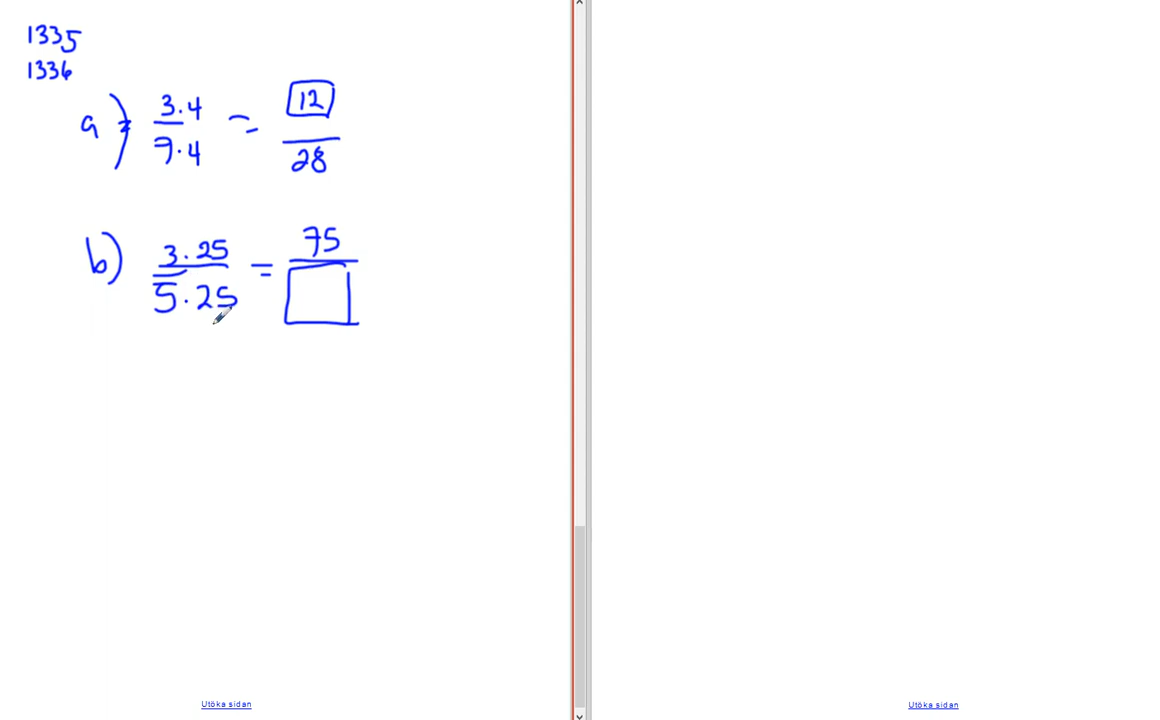 1335
1336
a) 3·4/7·4 = 12/28
b) 3·25/5·25 = 75/□
Utöka sidan
Utöka sidan